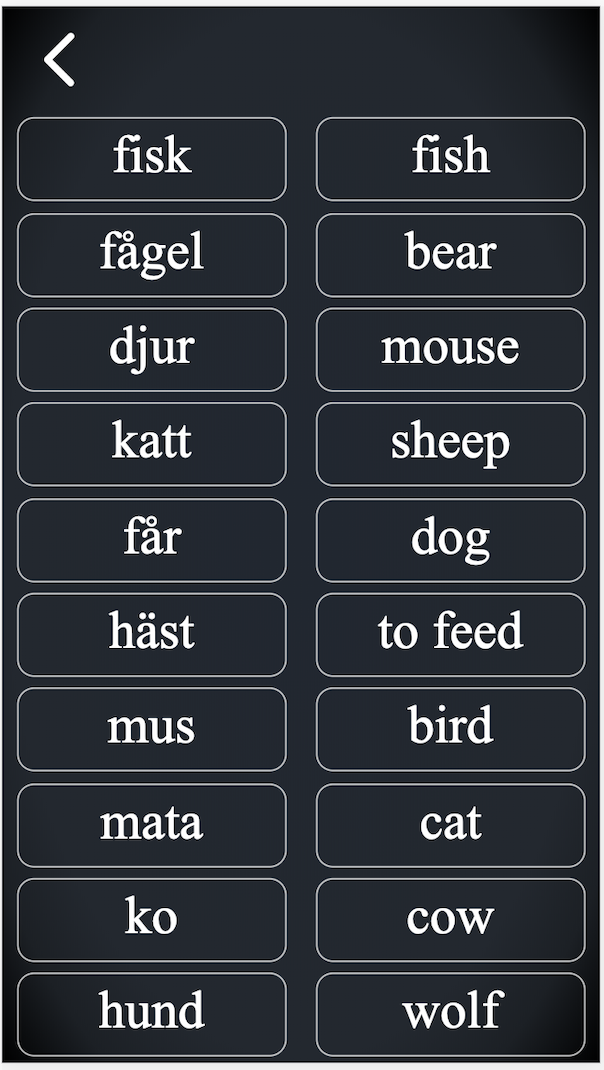 fisk fish
fågel bear
djur mouse
katt sheep
får dog
häst to feed
mus bird
mata cat
ko cow
hund wolf